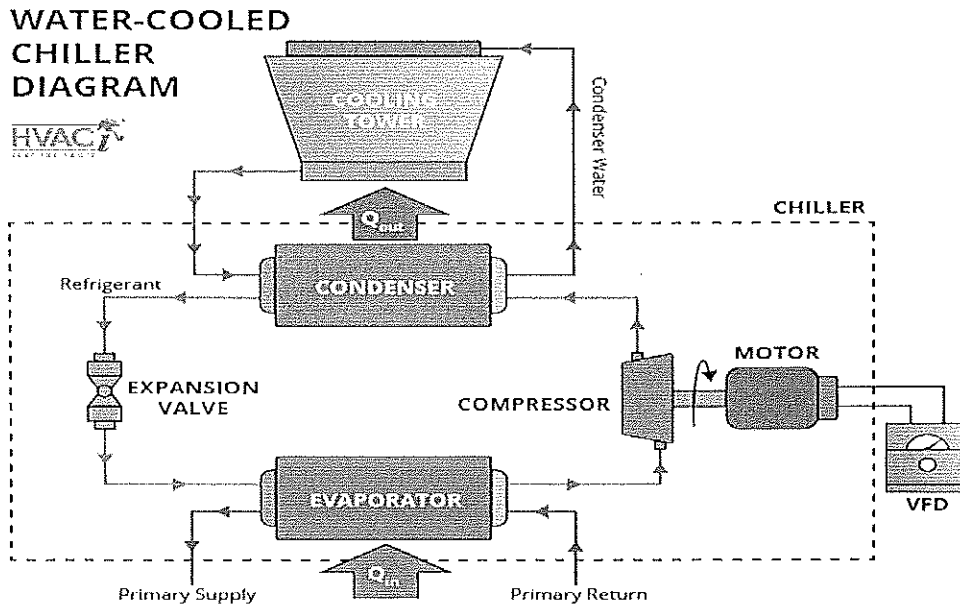 WATER-COOLED
CHILLER
DIAGRAM
HVAC i
COOLING
TOWER
Condenser Water
Qout
CHILLER
Refrigerant
CONDENSER
MOTOR
EXPANSION
VALVE
COMPRESSOR
EVAPORATOR
VFD
Qin
Primary Supply
Primary Return